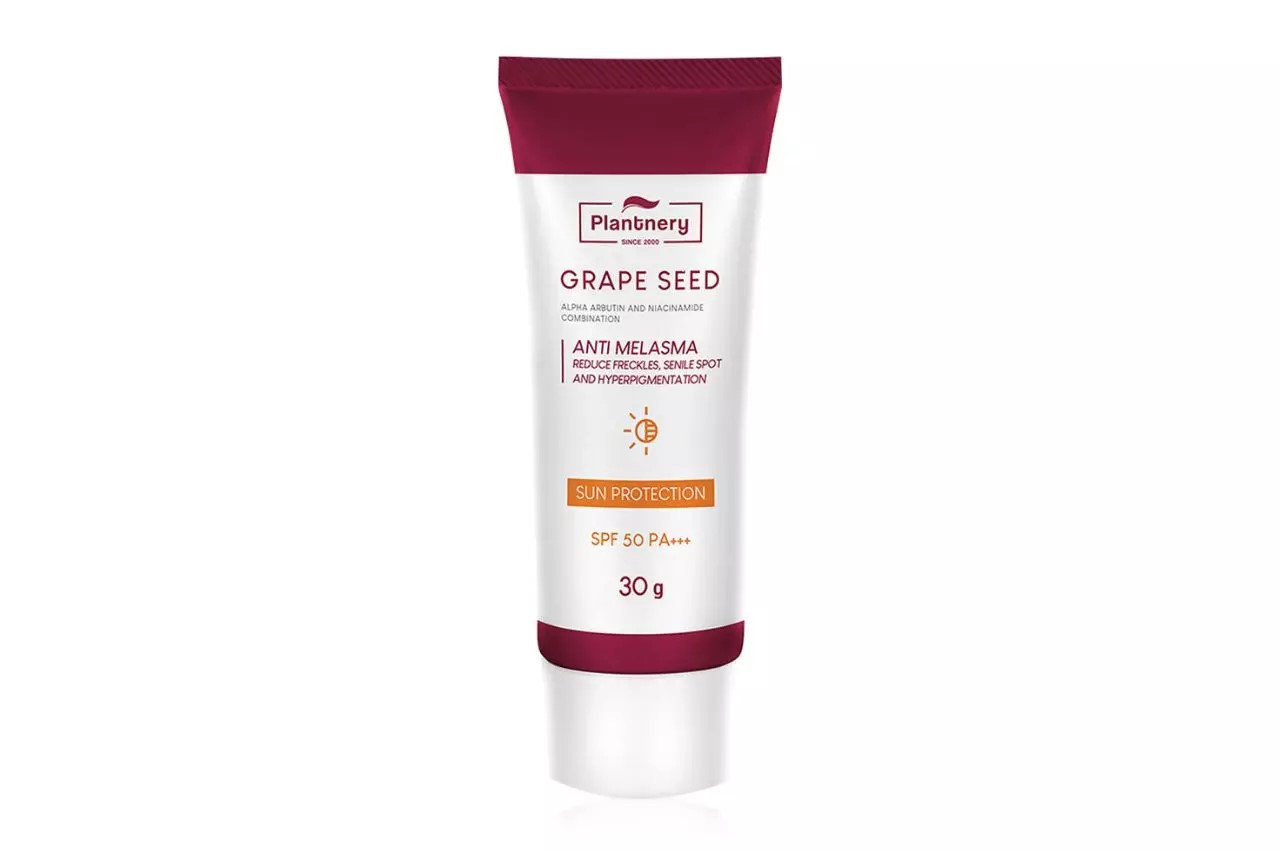 Plantnery
SINCE 2000
GRAPE SEED
ALPHA ARBUTIN AND NIACINAMIDE
COMBINATION
ANTI MELASMA
REDUCE FRECKLES, SENILE SPOT
AND HYPERPIGMENTATION
SUN PROTECTION
SPF 50 PA+++
30 g